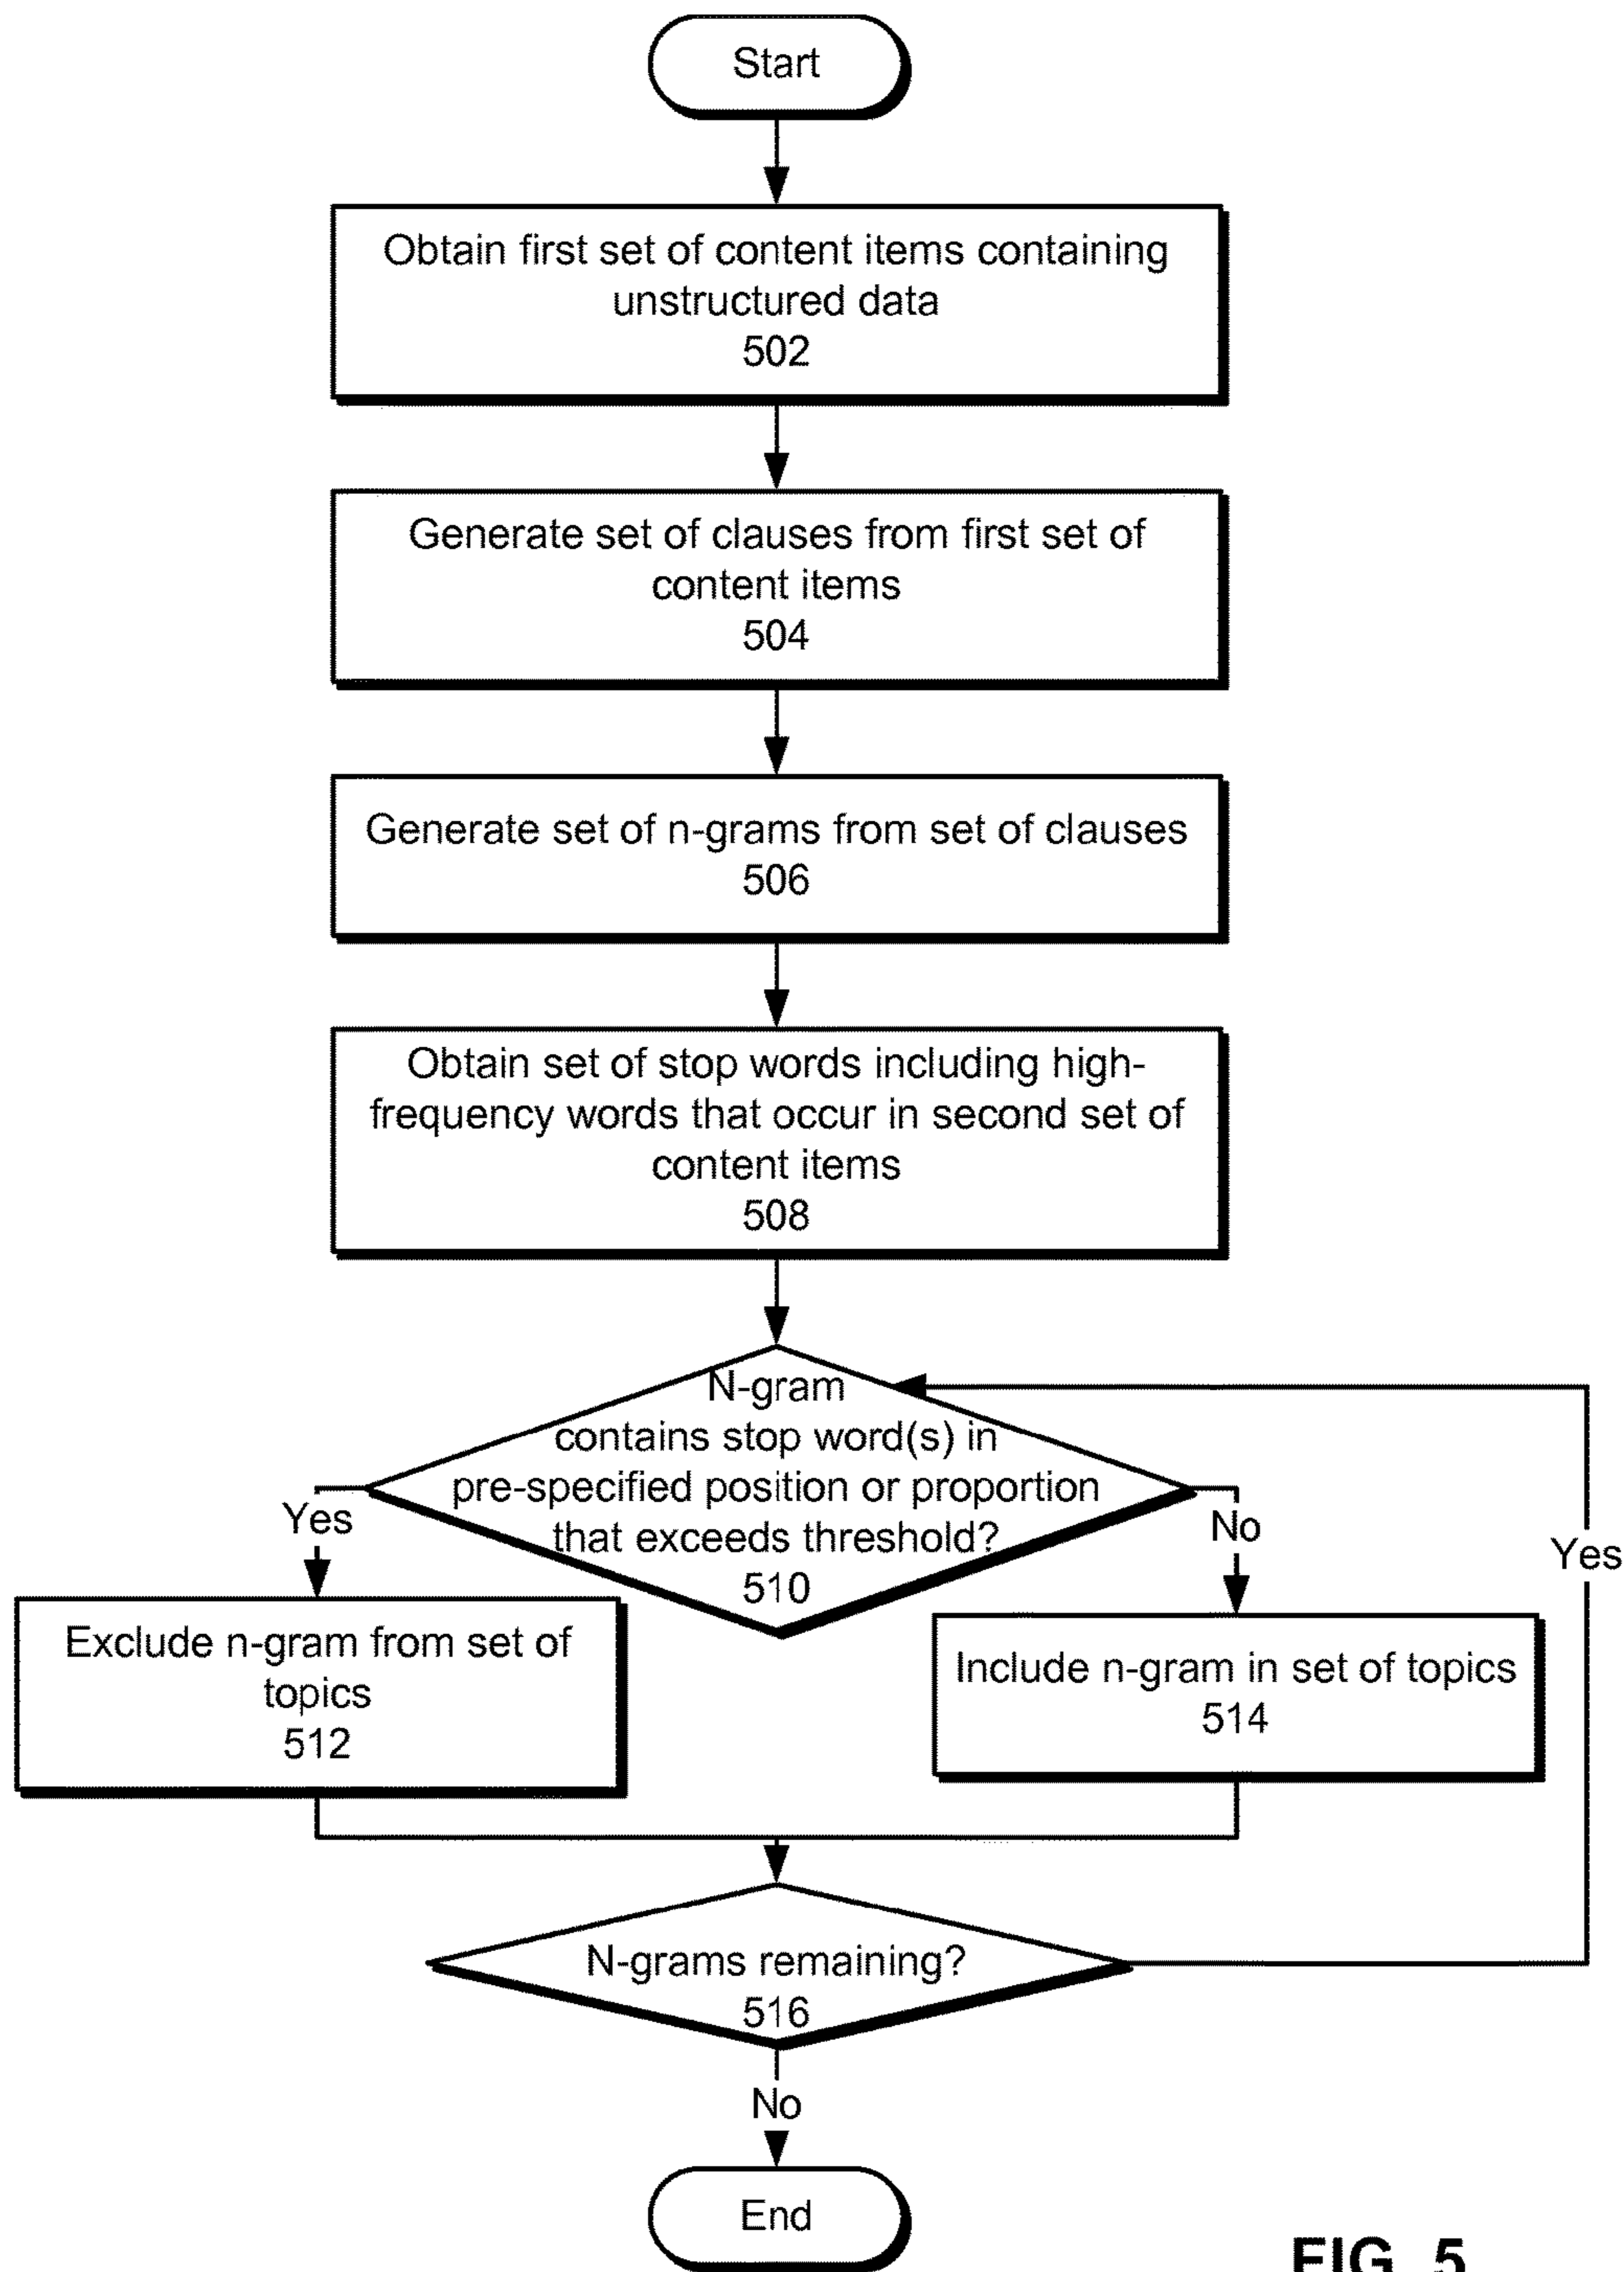 Start
Obtain first set of content items containing
unstructured data
502
Generate set of clauses from first set of
content items
504
Generate set of n-grams from set of clauses
506
Obtain set of stop words including high-
frequency words that occur in second set of
content items
508
N-gram
contains stop word(s) in
pre-specified position or proportion
that exceeds threshold?
510
Yes
No
Yes
Exclude n-gram from set of
topics
512
Include n-gram in set of topics
514
N-grams remaining?
516
No
End
FIG. 5